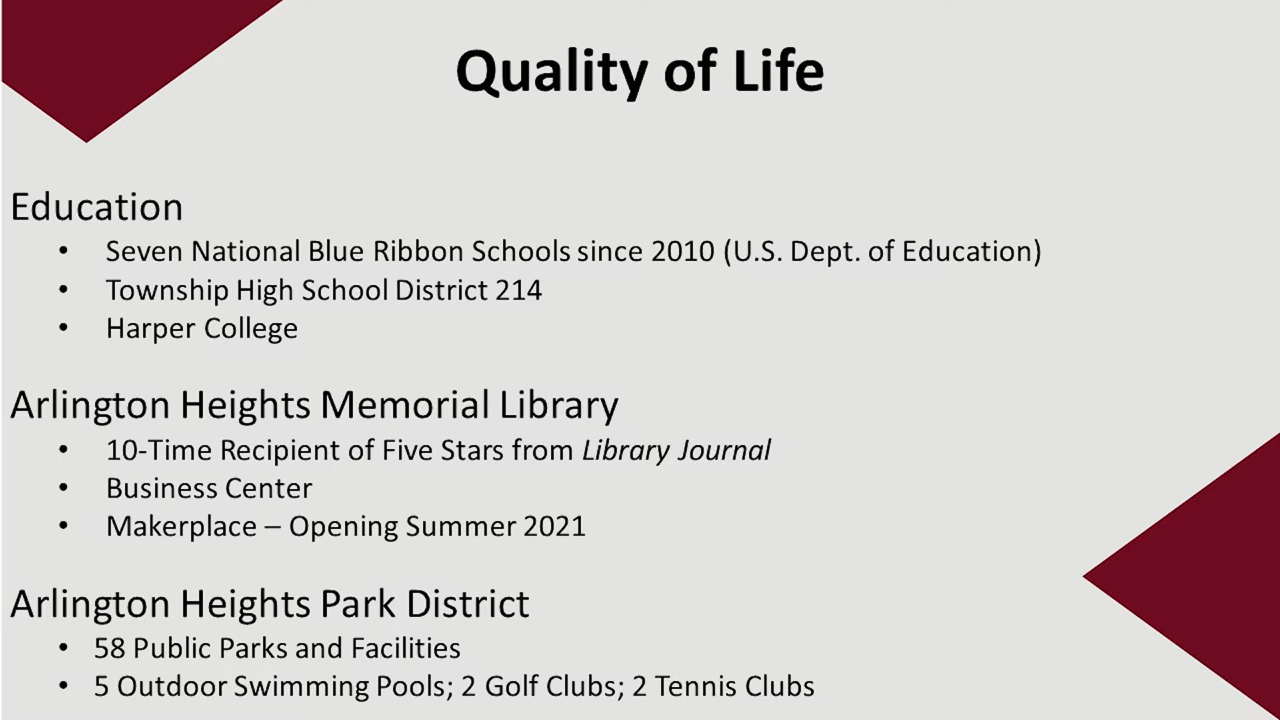 Quality of Life
Education
• Seven National Blue Ribbon Schools since 2010 (U.S. Dept. of Education)
• Township High School District 214
• Harper College
Arlington Heights Memorial Library
• 10-Time Recipient of Five Stars from Library Journal
• Business Center
• Makerplace – Opening Summer 2021
Arlington Heights Park District
• 58 Public Parks and Facilities
• 5 Outdoor Swimming Pools; 2 Golf Clubs; 2 Tennis Clubs